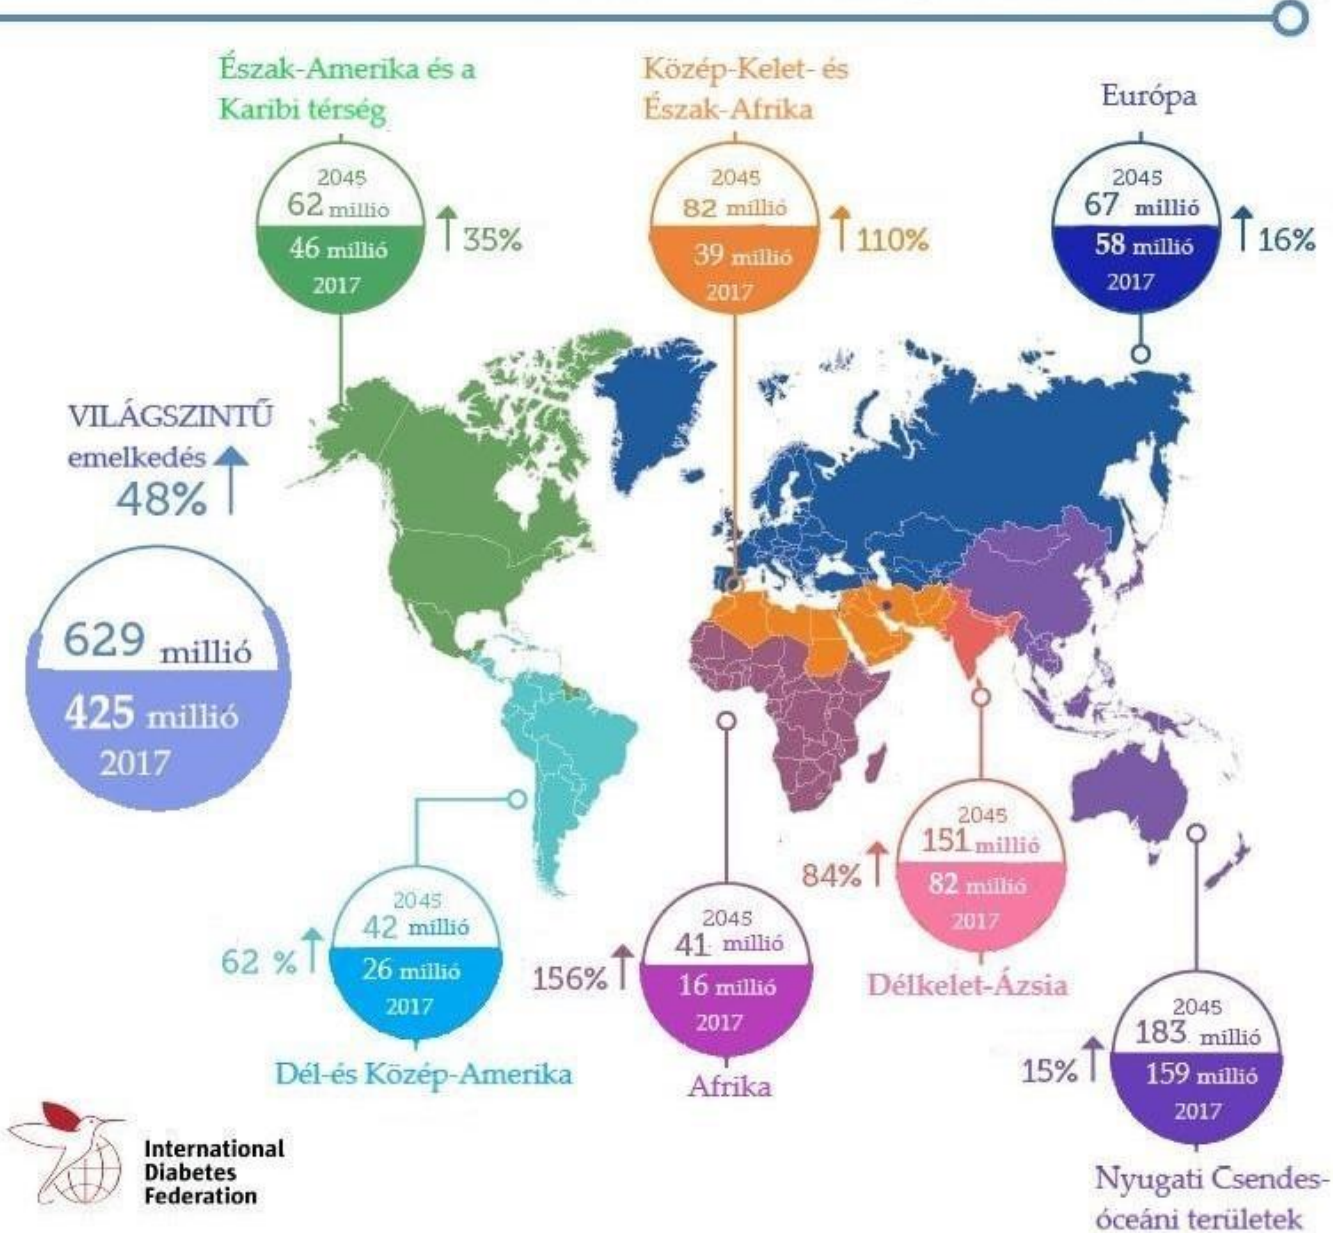 Észak-Amerika és a
Karibi térség
2045
62 millió
46 millió
2017
35%
Közép-Kelet- és
Észak-Afrika
2045
82 millió
39 millió
2017
110%
Európa
2045
67 millió
58 millió
2017
16%
VILÁGSZINTŰ
emelkedés
48%
629 millió
425 millió
2017
2045
42 millió
26 millió
2017
62 %
Dél-és Közép-Amerika
2045
41 millió
16 millió
2017
156%
Afrika
2045
151 millió
82 millió
2017
84%
Délkelet-Ázsia
2045
183 millió
159 millió
2017
15%
Nyugati Csendes-
óceáni területek
International
Diabetes
Federation